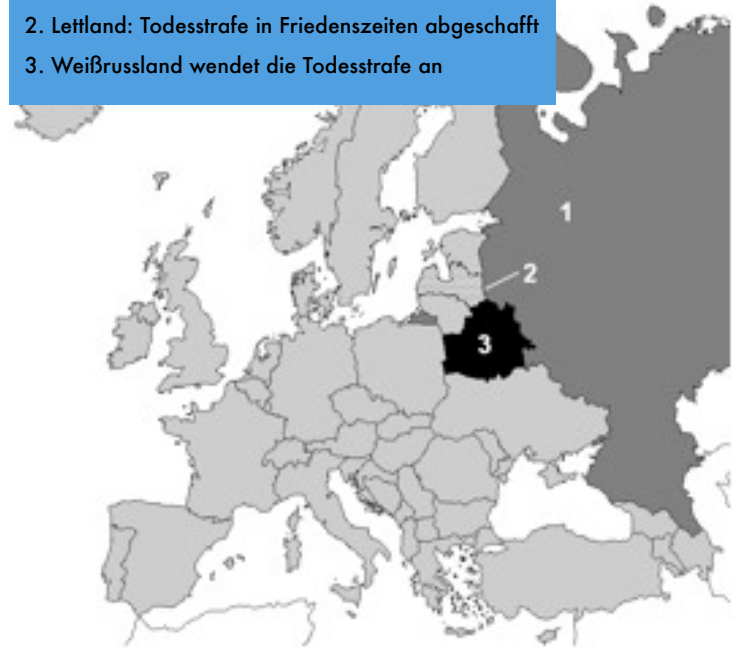 2. Lettland: Todesstrafe in Friedenszeiten abgeschafft
3. Weißrussland wendet die Todesstrafe an
1
2
3